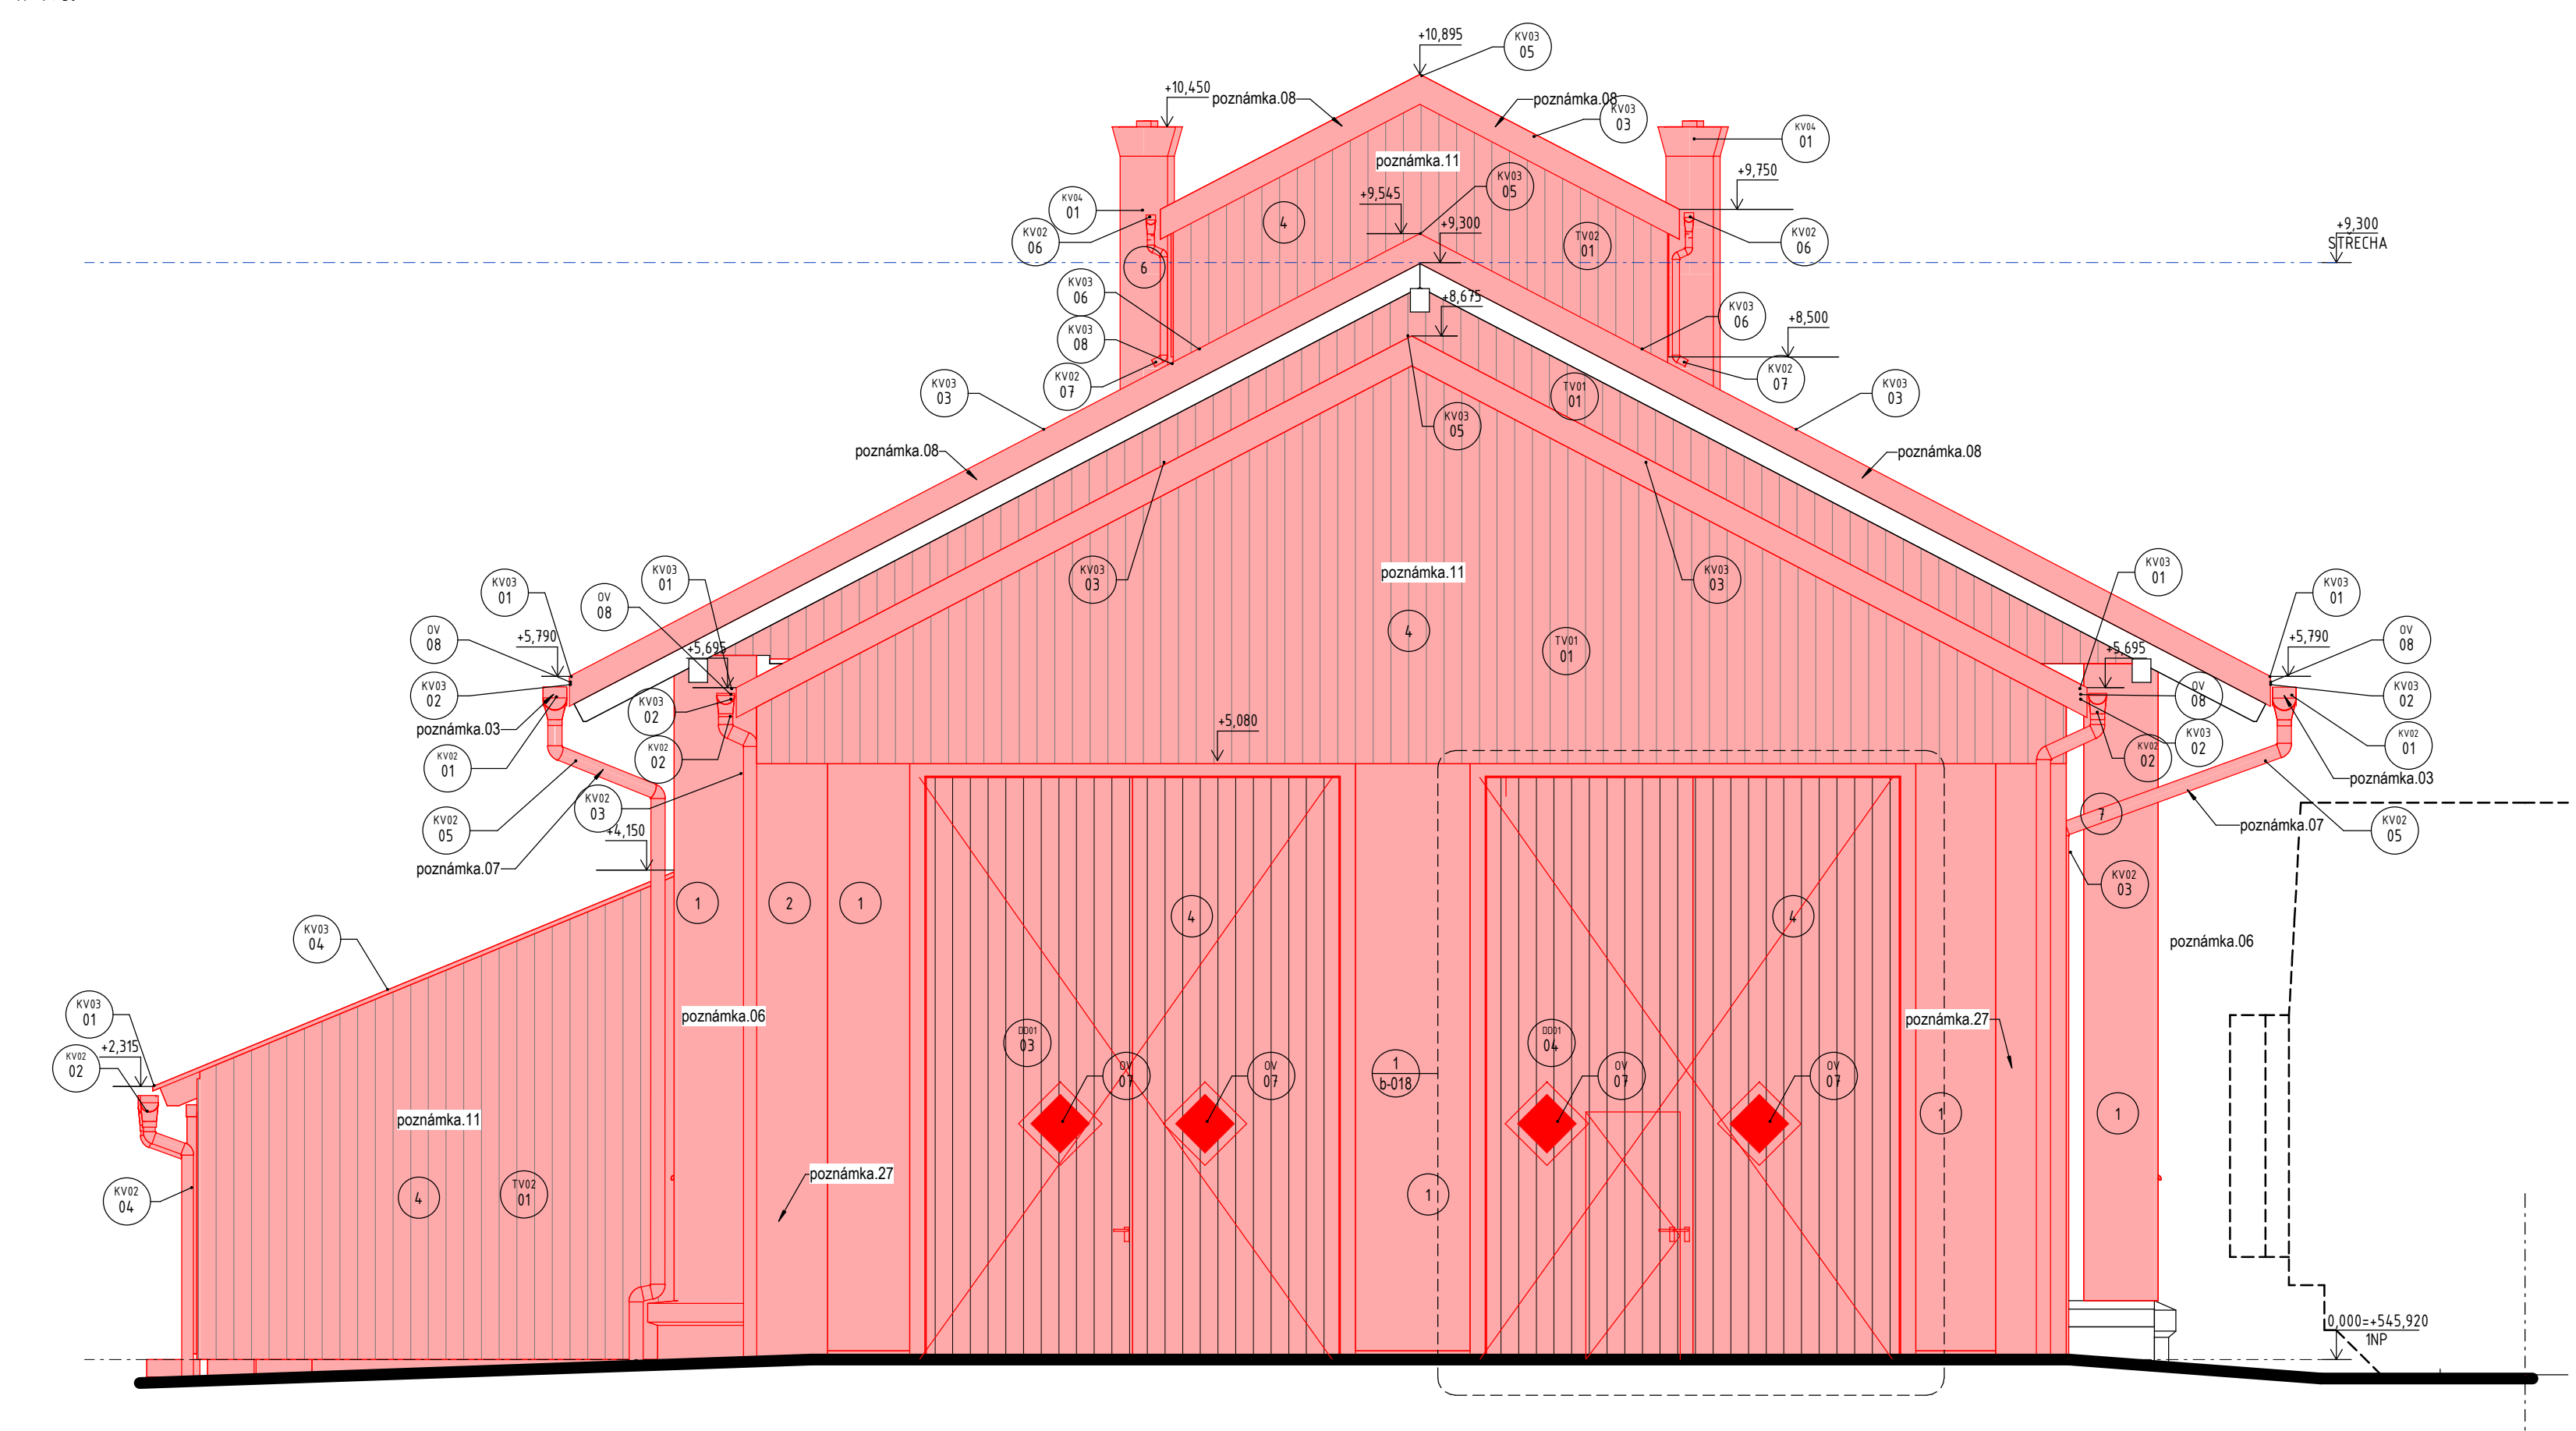 +10,895
KV03
05
+10,450
poznámka.08
poznámka.08
KV03
03
KV04
01
poznámka.11
+9,750
KV03
05
+9,545
KV04
01
4
+9,300
KV02
06
TV02
01
KV02
06
+9,300
STŘECHA
6
KV03
06
+8,675
KV03
06
+8,500
KV03
08
KV02
07
KV02
07
KV03
03
TV01
01
KV03
03
KV03
05
poznámka.08
poznámka.08
KV03
01
KV03
01
OV
08
KV03
03
poznámka.11
KV03
03
KV03
01
KV03
01
OV
08
+5,790
+5,695
4
TV01
01
+5,695
+5,790
OV
08
KV03
02
KV03
02
OV
08
KV03
02
poznámka.03
+5,080
KV02
01
KV02
02
KV02
02
KV03
02
KV02
01
poznámka.03
KV02
03
KV02
05
+4,150
7
poznámka.07
KV02
05
poznámka.07
KV02
03
1
2
1
4
4
KV03
04
poznámka.06
KV03
01
poznámka.06
poznámka.27
+2,315
KV02
02
DD01
03
OV
07
OV
07
1
b-018
DD01
04
OV
07
OV
07
poznámka.11
1
1
poznámka.27
KV02
04
4
TV02
01
1
0,000=+545,920
1NP